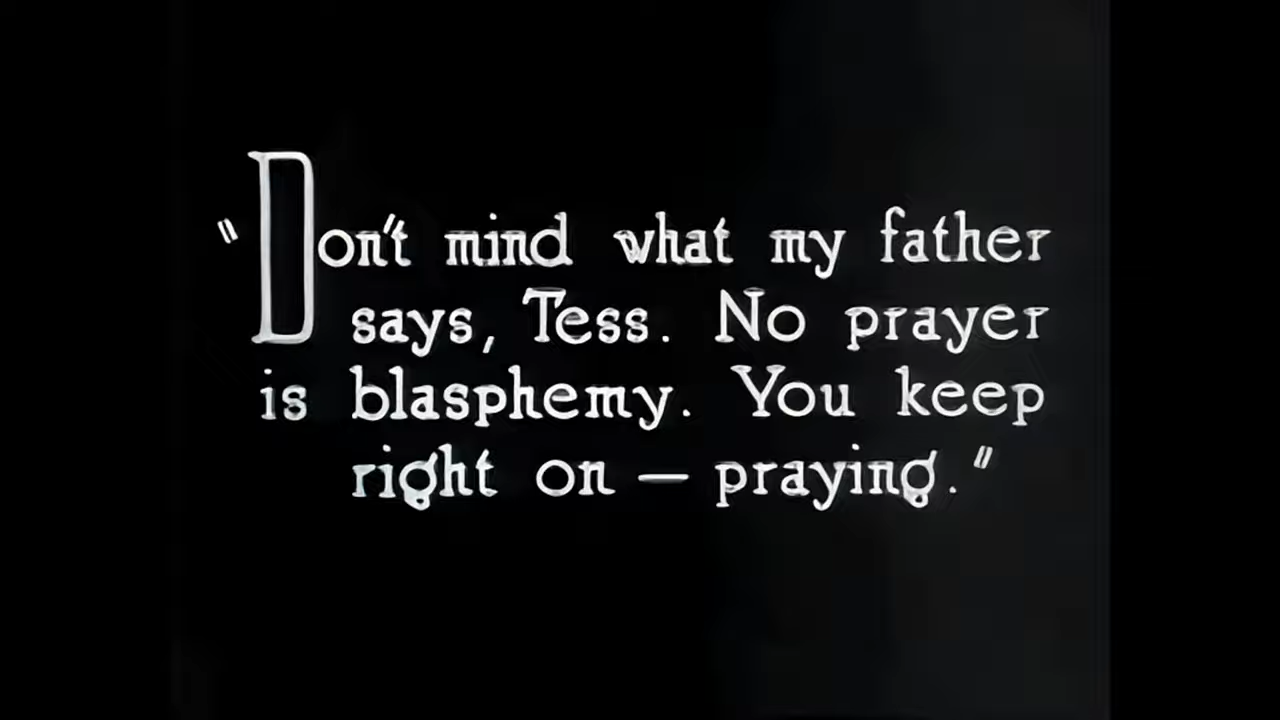 "Don't mind what my father
says, Tess. No prayer
is blasphemy. You keep
right on — praying."